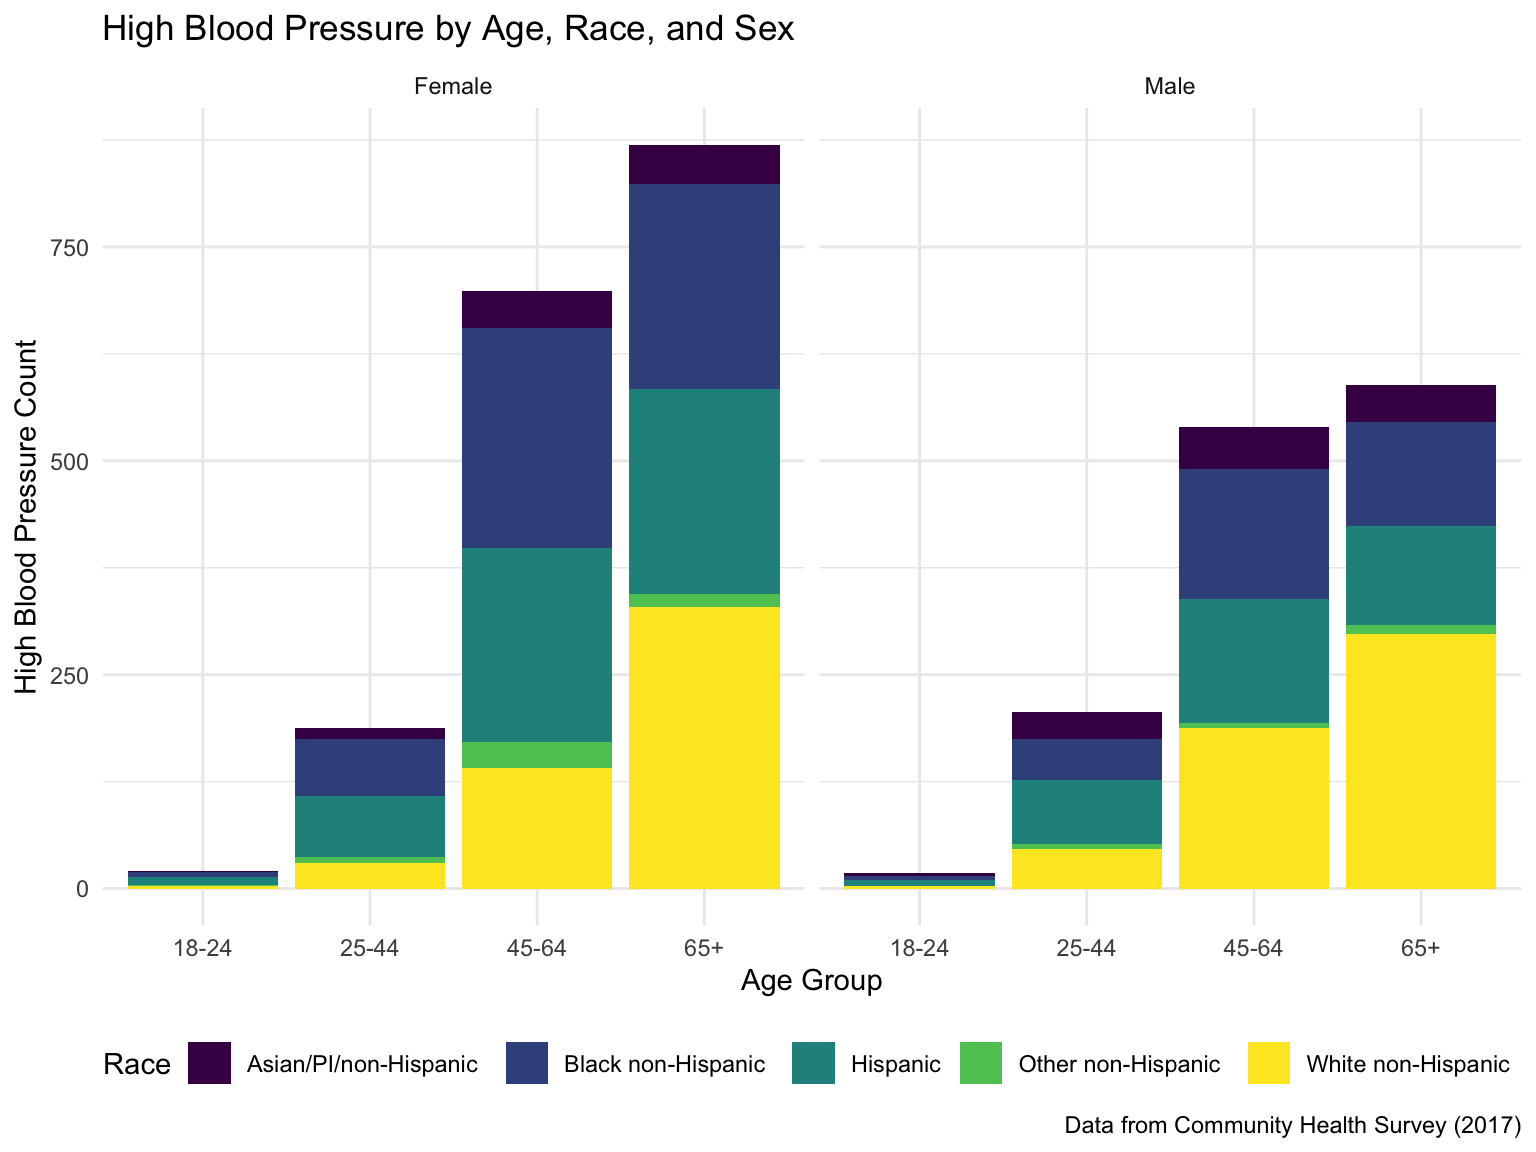 High Blood Pressure by Age, Race, and Sex
Female
Male
High Blood Pressure Count
750
500
250
0
18-24
25-44
45-64
65+
18-24
25-44
45-64
65+
Age Group
Race
Asian/PI/non-Hispanic
Black non-Hispanic
Hispanic
Other non-Hispanic
White non-Hispanic
Data from Community Health Survey (2017)